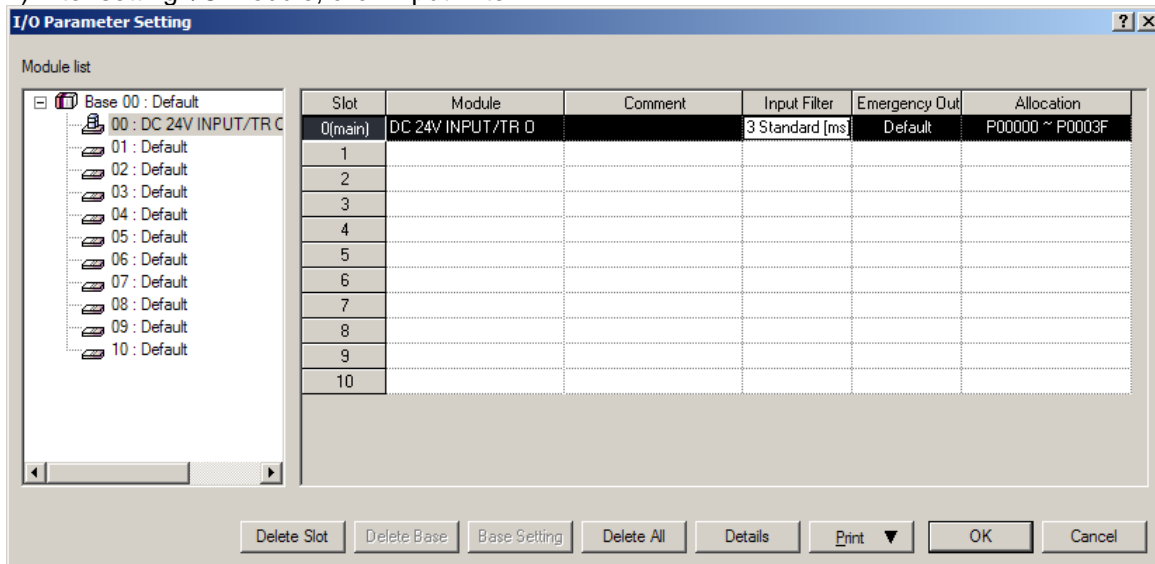 I/O Parameter Setting
Module list
Base 00 : Default
00 : DC 24V INPUT/TR O
01 : Default
02 : Default
03 : Default
04 : Default
05 : Default
06 : Default
07 : Default
08 : Default
09 : Default
10 : Default
Slot Module Comment Input Filter Emergency Out Allocation
0(main) DC 24V INPUT/TR O 3 Standard [ms] Default P00000 ~ P0003F
1
2
3
4
5
6
7
8
9
10
Delete Slot Delete Base Base Setting Delete All Details Print ▼ OK Cancel